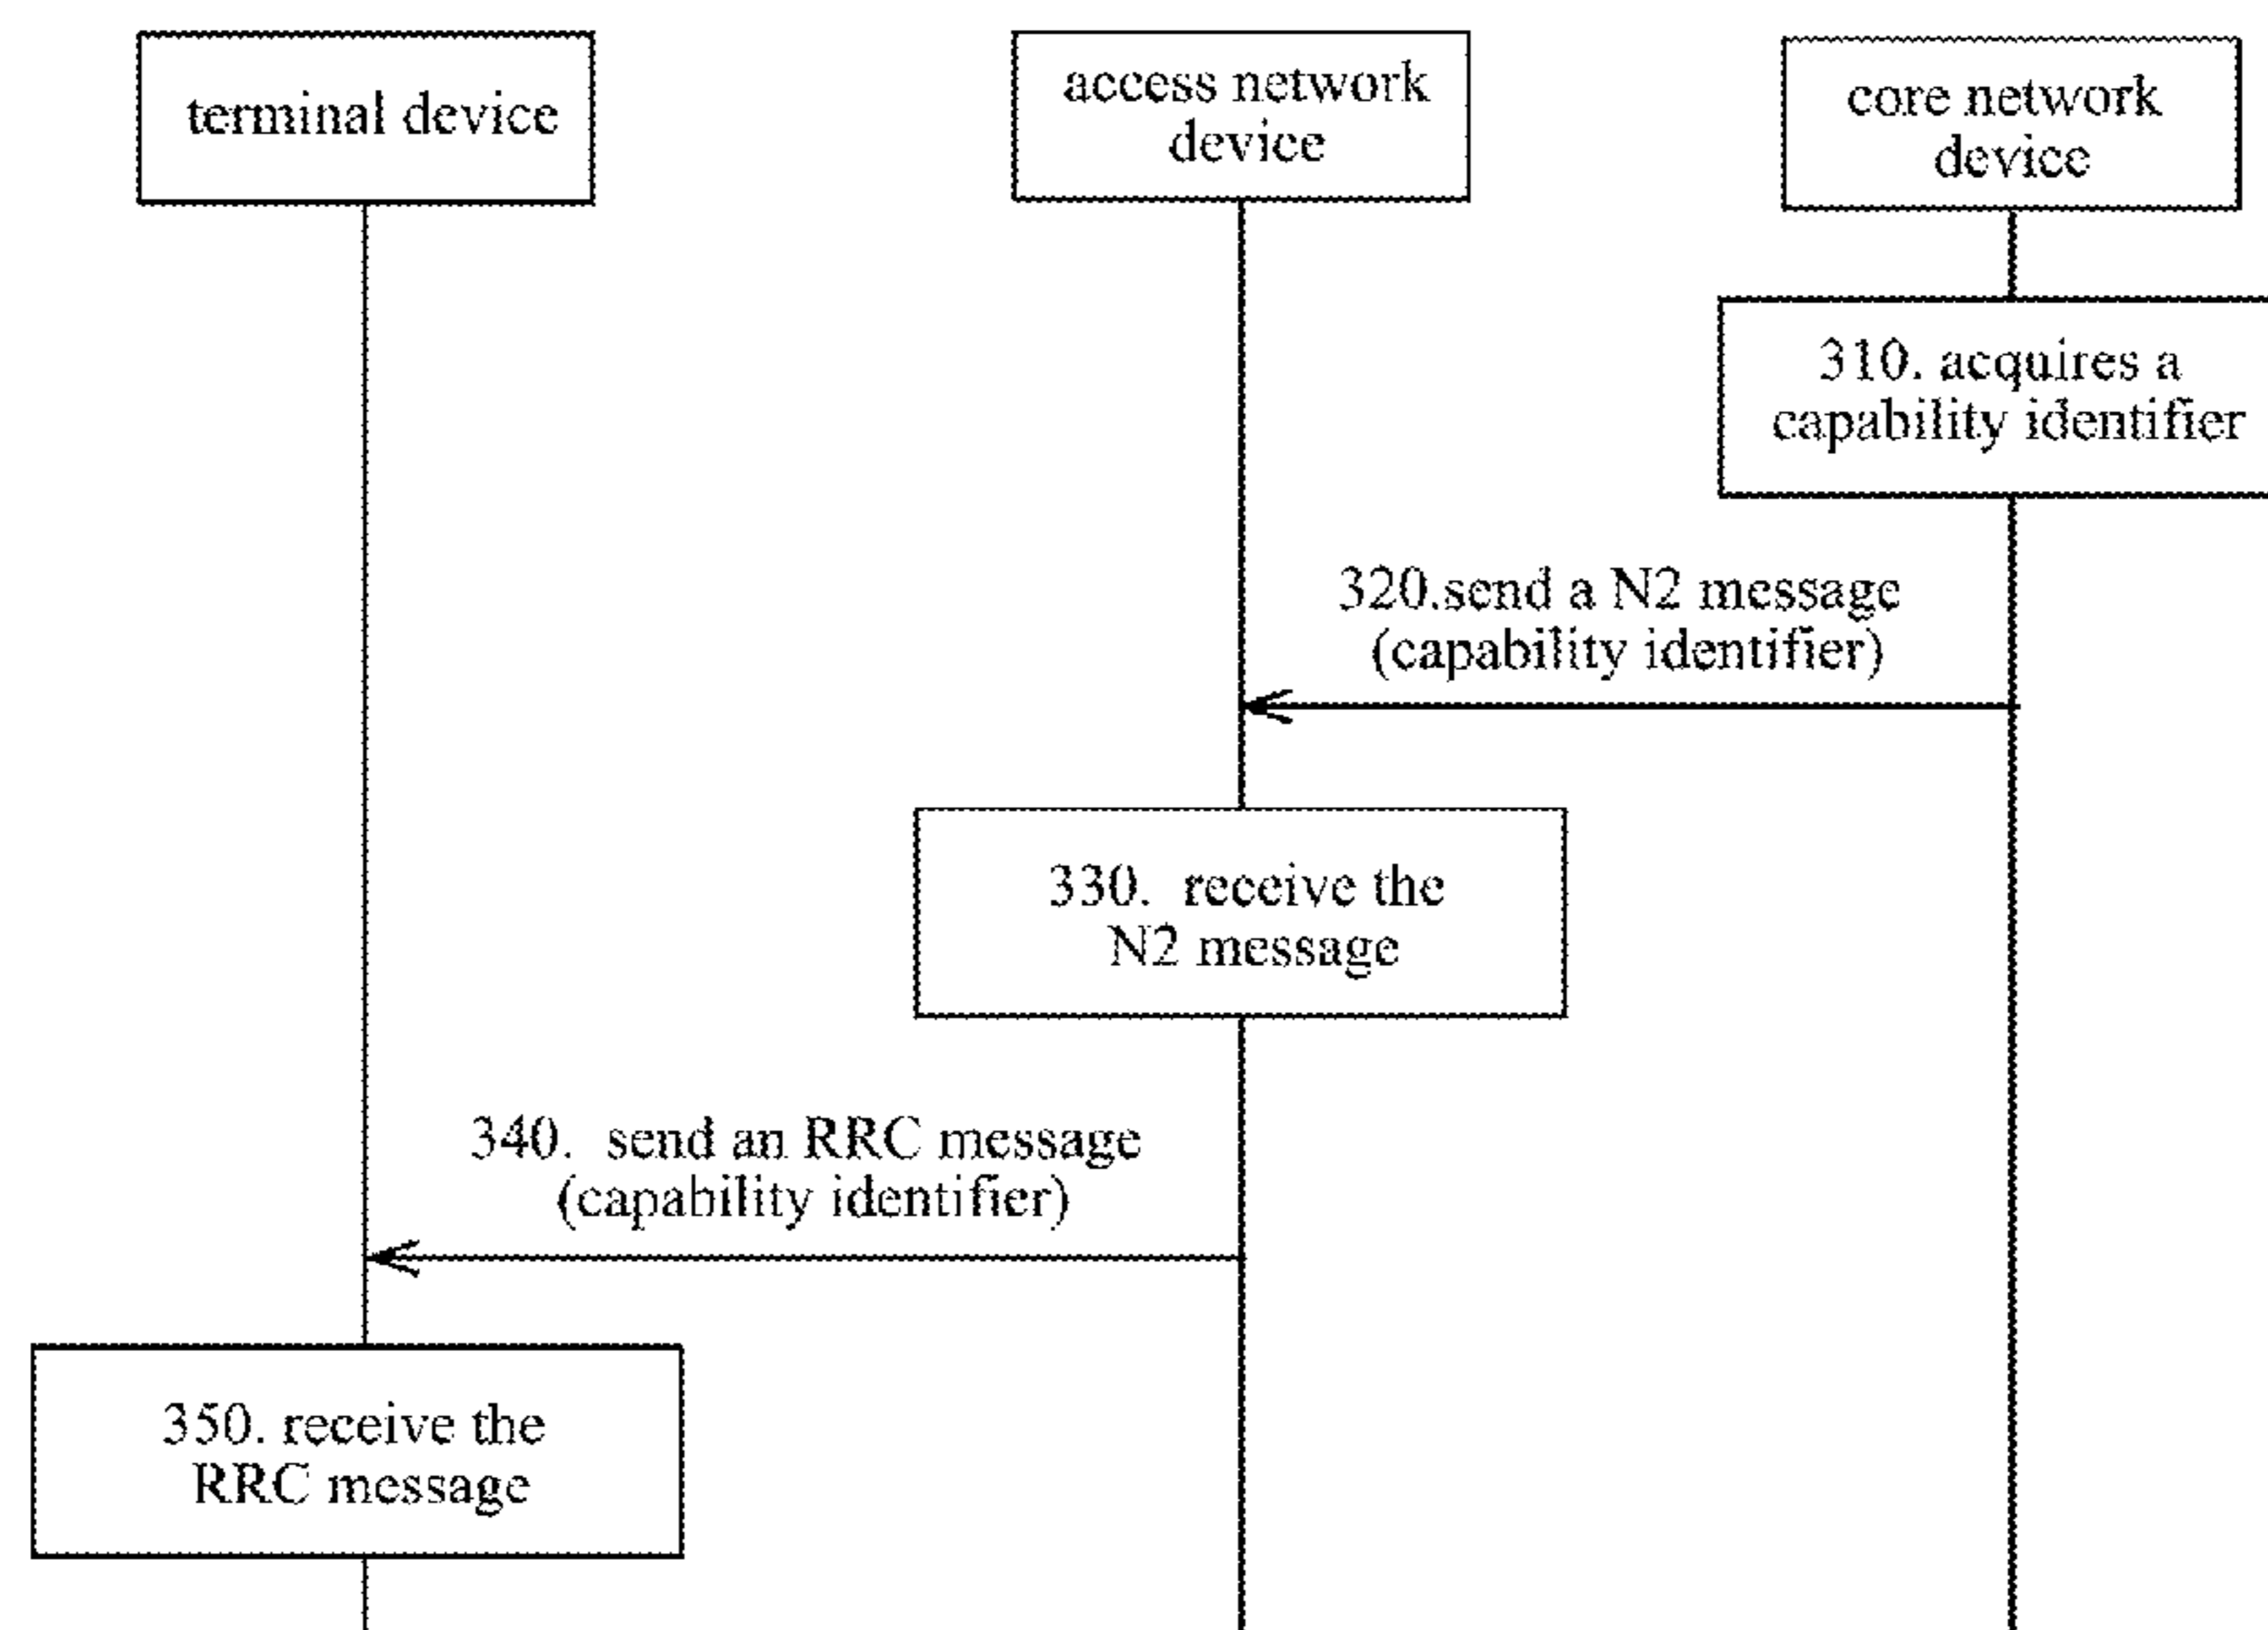 terminal device
access network
device
core network
device
310. acquires a
capability identifier
320.send a N2 message
(capability identifier)
330. receive the
N2 message
340. send an RRC message
(capability identifier)
350. receive the
RRC message